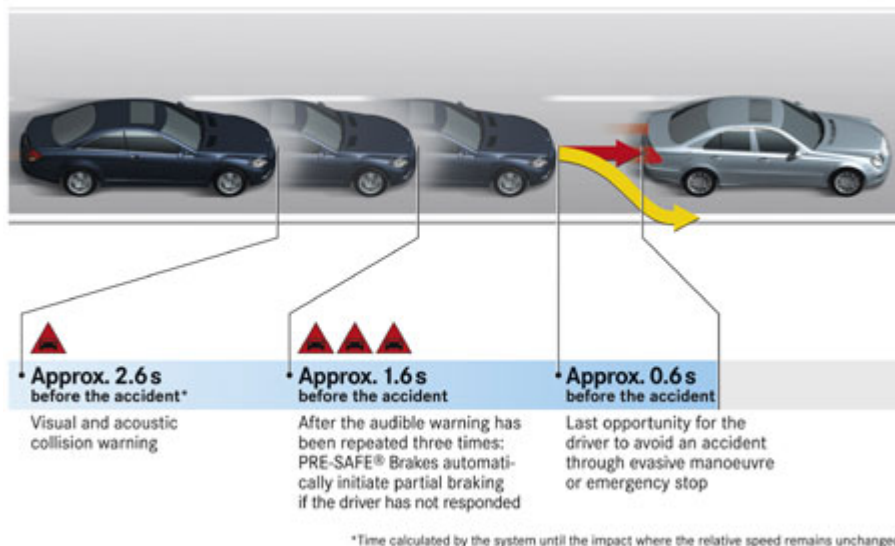 Approx. 2.6 s
before the accident*
Visual and acoustic
collision warning
Approx. 1.6 s
before the accident
After the audible warning has
been repeated three times:
PRE-SAFE® Brakes automati-
cally initiate partial braking
if the driver has not responded
Approx. 0.6 s
before the accident
Last opportunity for the
driver to avoid an accident
through evasive manoeuvre
or emergency stop
*Time calculated by the system until the impact where the relative speed remains unchanged